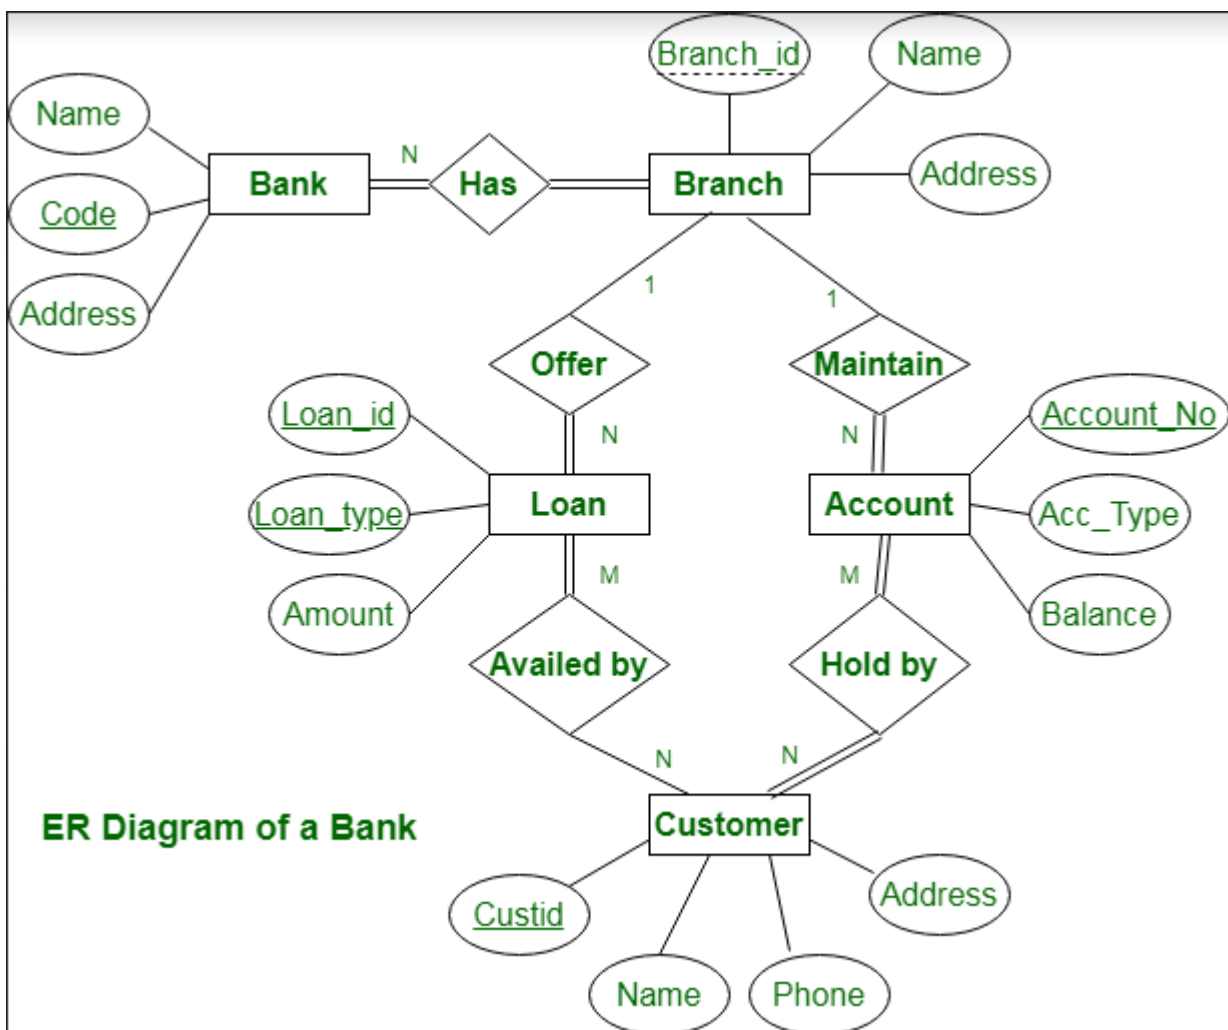 Branch_id
Name
Name
N
Bank
Has
Branch
Address
Code
Address
1
1
Offer
Maintain
Loan_id
N
N
Account_No
Loan_type
Loan
Account
Acc_Type
M
M
Amount
Balance
Availed by
Hold by
N
N
ER Diagram of a Bank
Customer
Custid
Address
Name
Phone